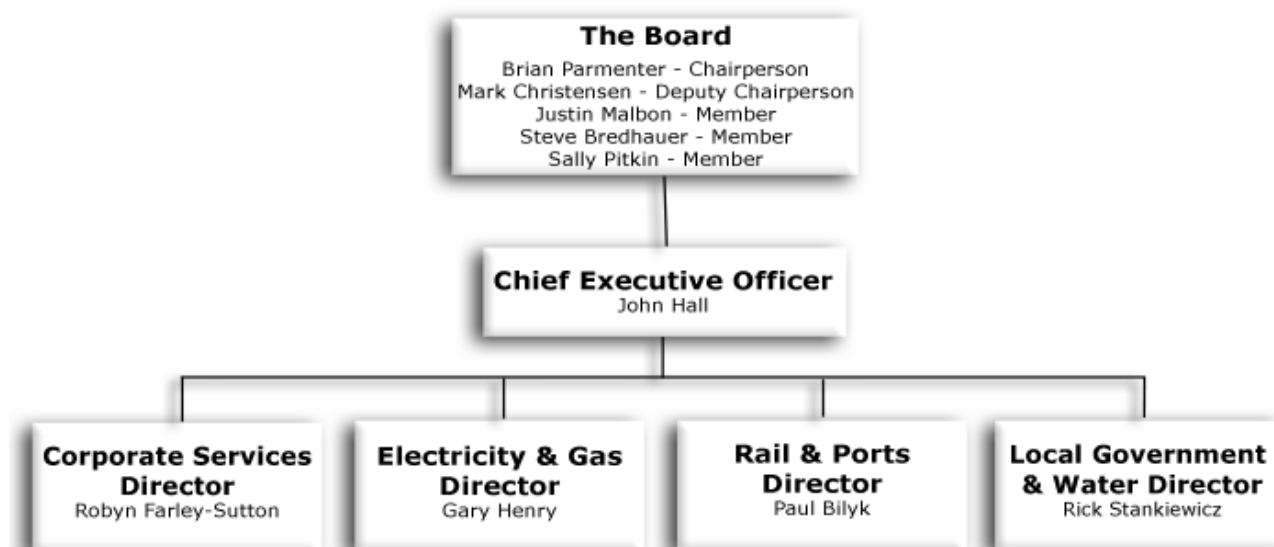 The Board
Brian Parmenter - Chairperson
Mark Christensen - Deputy Chairperson
Justin Malbon - Member
Steve Bredhauer - Member
Sally Pitkin - Member
Chief Executive Officer
John Hall
Corporate Services
Director
Robyn Farley-Sutton
Electricity & Gas
Director
Gary Henry
Rail & Ports
Director
Paul Bilyk
Local Government
& Water Director
Rick Stankiewicz